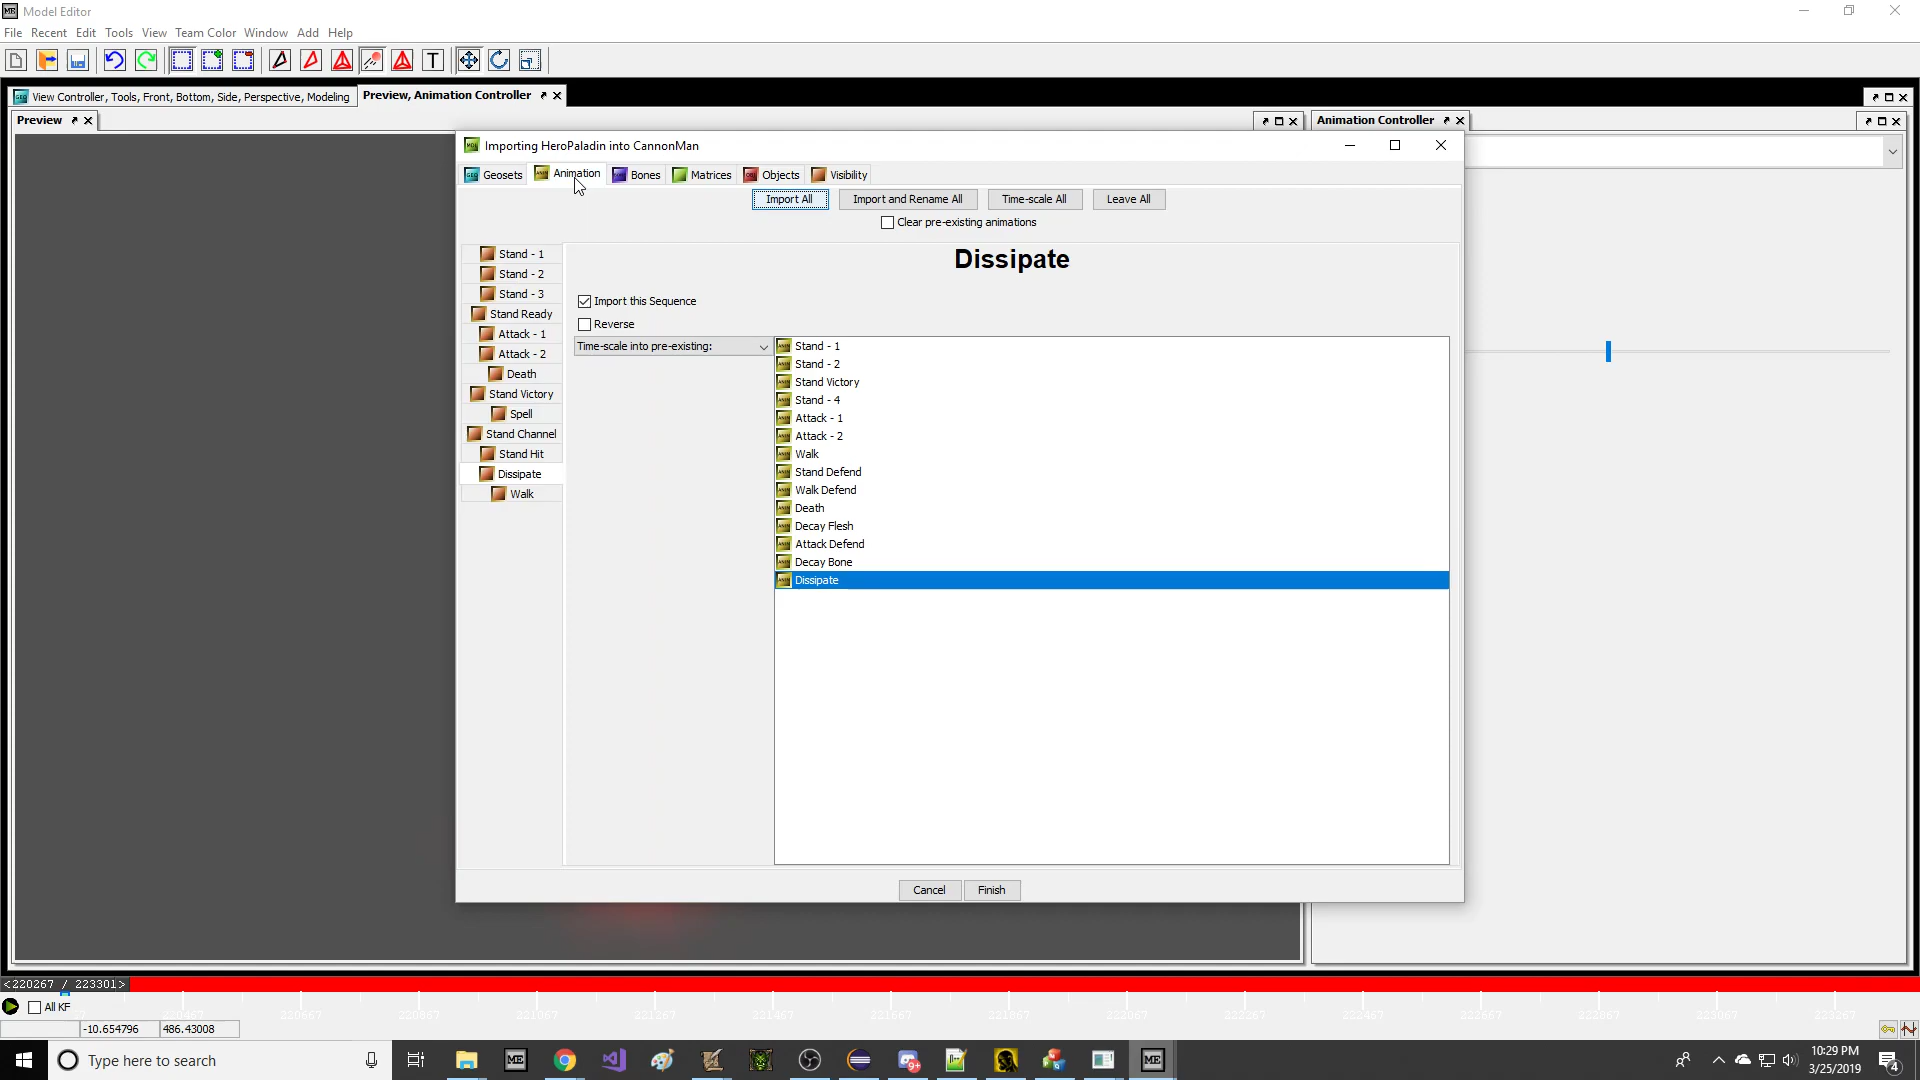 Model Editor
File Recent Edit Tools View Team Color Window Add Help
View Controller, Tools, Front, Bottom, Side, Perspective, Modeling
Preview, Animation Controller
Preview
Animation Controller
Importing HeroPaladin into CannonMan
Geosets Animation Bones Matrices Objects Visibility
Import All Import and Rename All Time-scale All Leave All
Clear pre-existing animations
Stand - 1
Stand - 2
Stand - 3
Stand Ready
Attack - 1
Attack - 2
Death
Stand Victory
Spell
Stand Channel
Stand Hit
Dissipate
Walk
Dissipate
Import this Sequence
Reverse
Time-scale into pre-existing:
Stand - 1
Stand - 2
Stand Victory
Stand - 4
Attack - 1
Attack - 2
Walk
Stand Defend
Walk Defend
Death
Decay Flesh
Attack Defend
Decay Bone
Dissipate
Cancel Finish
<220267 / 223301>
All KF
-10.654796 486.43008
Type here to search
10:29 PM
3/25/2019